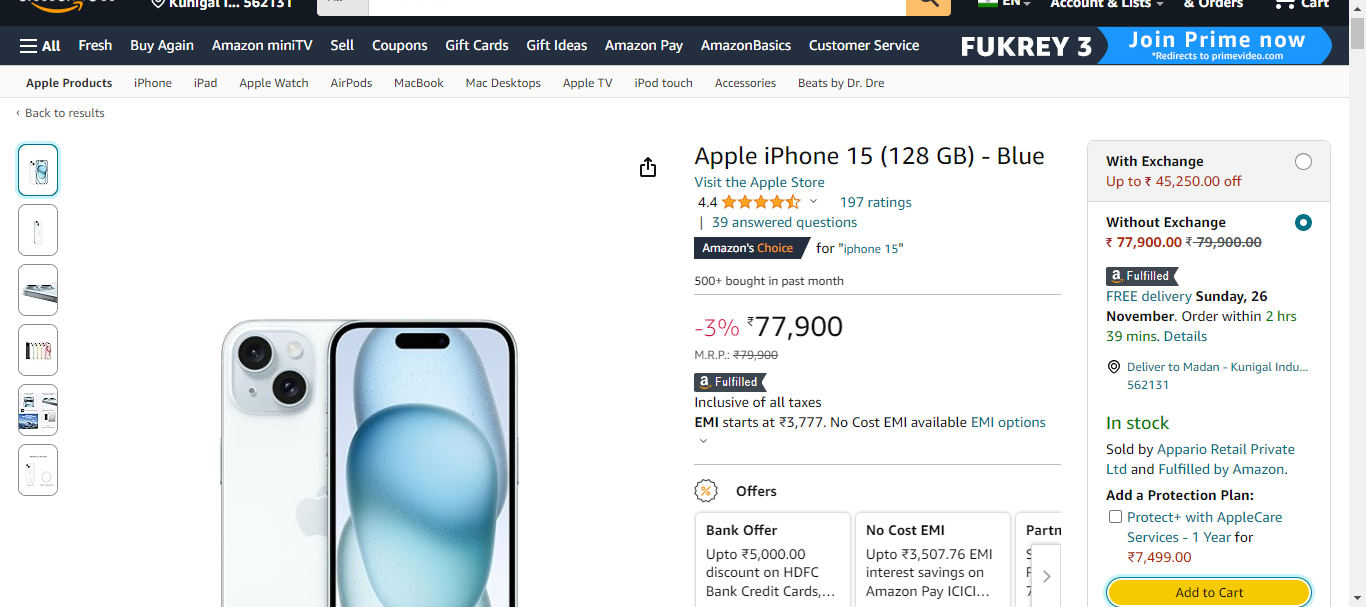 Kunigal I... 562131
EN
Account & Lists
& Orders
Cart
All
Fresh
Buy Again
Amazon miniTV
Sell
Coupons
Gift Cards
Gift Ideas
Amazon Pay
AmazonBasics
Customer Service
FUKREY 3
Join Prime now
*Redirects to primevideo.com
Apple Products
iPhone
iPad
Apple Watch
AirPods
MacBook
Mac Desktops
Apple TV
iPod touch
Accessories
Beats by Dr. Dre
‹ Back to results
Apple iPhone 15 (128 GB) - Blue
Visit the Apple Store
4.4
197 ratings
| 39 answered questions
Amazon's Choice for "iphone 15"
500+ bought in past month
-3% ₹77,900
M.R.P.: ₹79,900
a Fulfilled
Inclusive of all taxes
EMI starts at ₹3,777. No Cost EMI available EMI options
Offers
Bank Offer
Upto ₹5,000.00
discount on HDFC
Bank Credit Cards,...
No Cost EMI
Upto ₹3,507.76 EMI
interest savings on
Amazon Pay ICICI...
Partn
With Exchange
Up to ₹ 45,250.00 off
Without Exchange
₹ 77,900.00 ₹ 79,900.00
a Fulfilled
FREE delivery Sunday, 26
November. Order within 2 hrs
39 mins. Details
Deliver to Madan - Kunigal Indu...
562131
In stock
Sold by Appario Retail Private
Ltd and Fulfilled by Amazon.
Add a Protection Plan:
Protect+ with AppleCare
Services - 1 Year for
₹7,499.00
Add to Cart